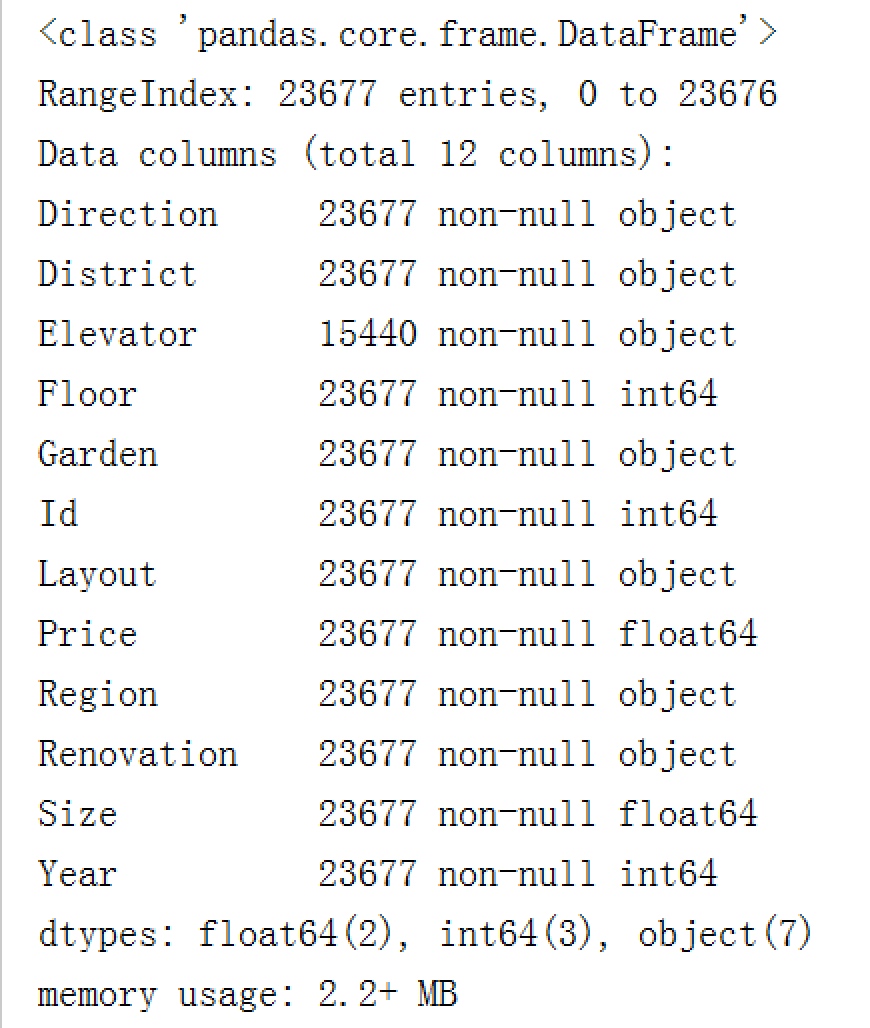 <class 'pandas.core.frame.DataFrame'>
RangeIndex: 23677 entries, 0 to 23676
Data columns (total 12 columns):
Direction     23677 non-null object
District      23677 non-null object
Elevator      15440 non-null object
Floor         23677 non-null int64
Garden        23677 non-null object
Id            23677 non-null int64
Layout        23677 non-null object
Price         23677 non-null float64
Region        23677 non-null object
Renovation    23677 non-null object
Size          23677 non-null float64
Year          23677 non-null int64
dtypes: float64(2), int64(3), object(7)
memory usage: 2.2+ MB